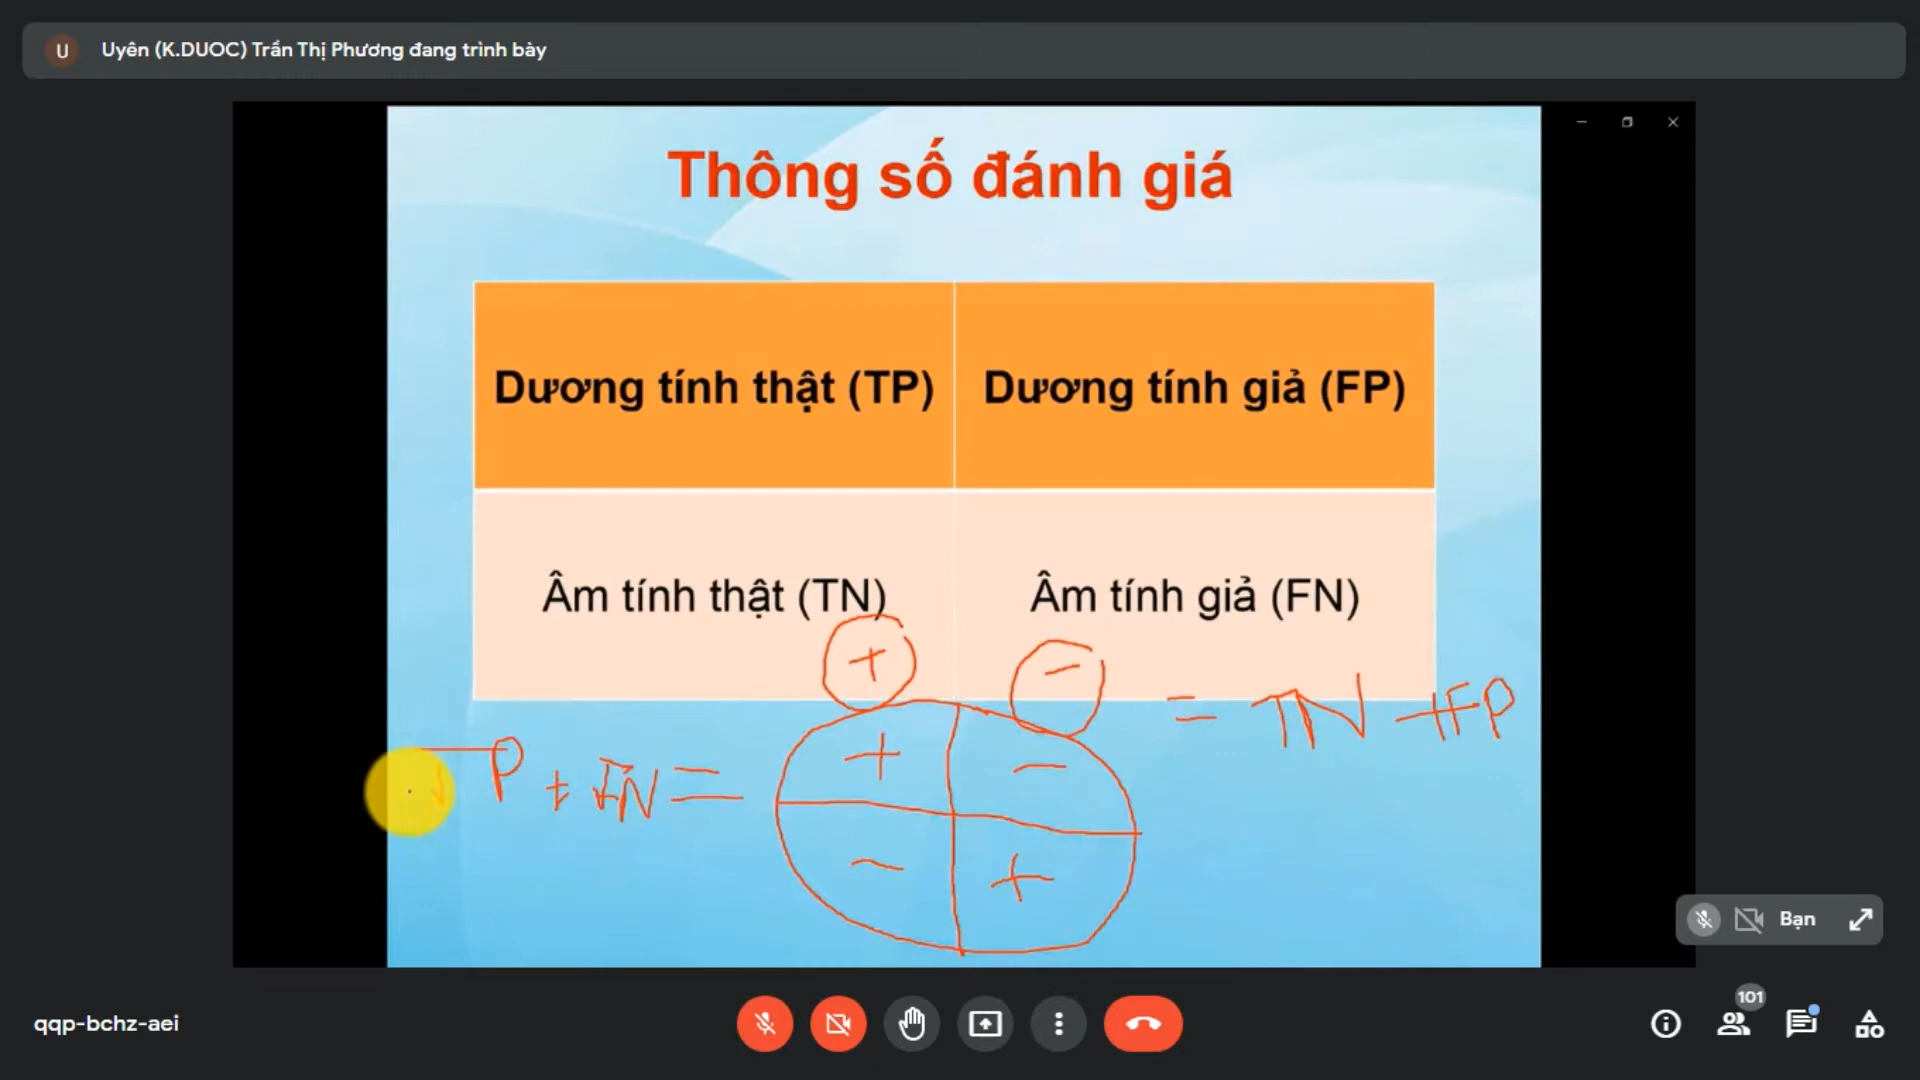 U Uyên (K.DUOC) Trần Thị Phương đang trình bày
Thông số đánh giá
Dương tính thật (TP) Dương tính giả (FP)
Âm tính thật (TN) Âm tính giả (FN)
+ −
= TN + FP
TP + FN =
+ −
− +
Bạn
qqp-bchz-aei
101